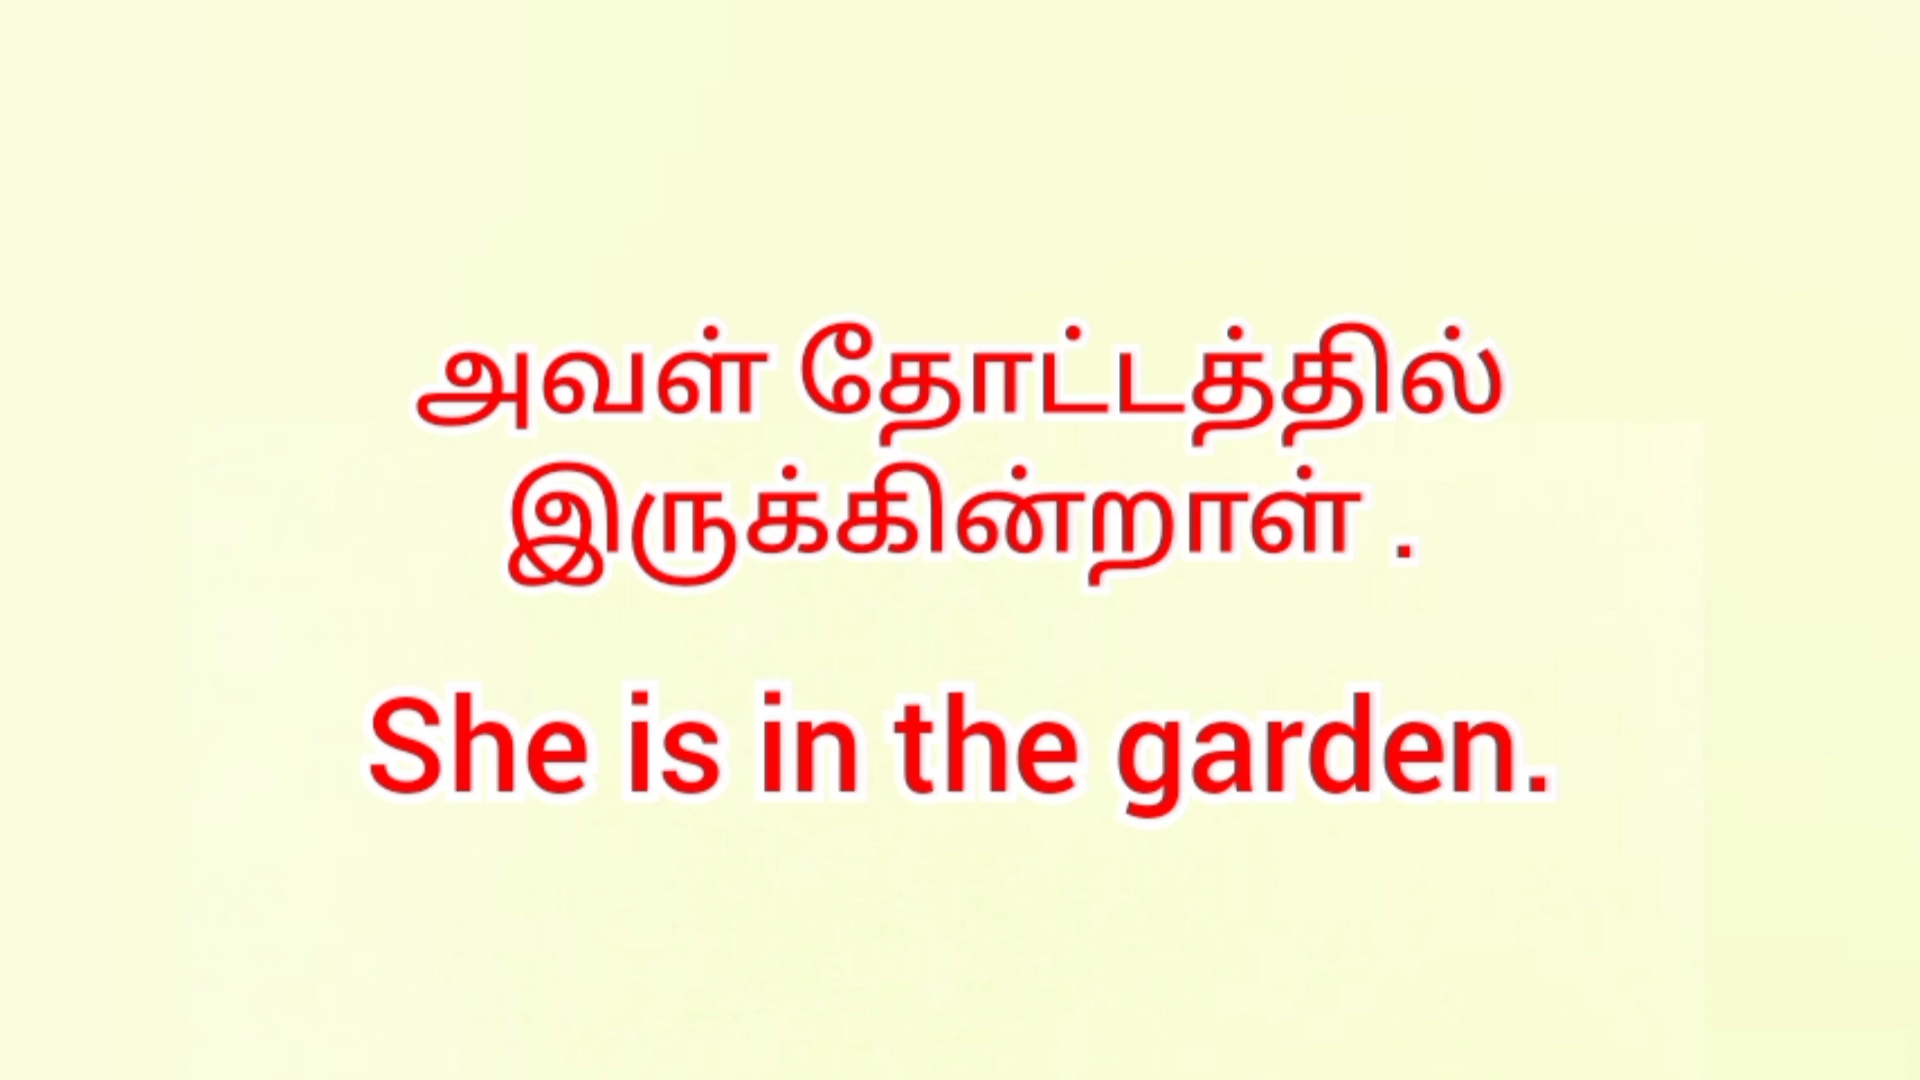 அவள் தோட்டத்தில்
இருக்கின்றாள் .
She is in the garden.